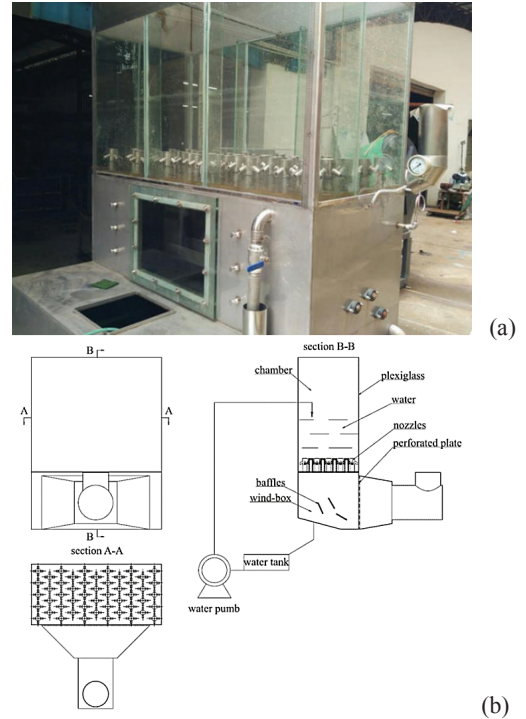 (a)
B
A
A
B
section A-A
section B-B
chamber
plexiglass
water
nozzles
perforated plate
baffles
wind-box
water tank
water pumb
(b)